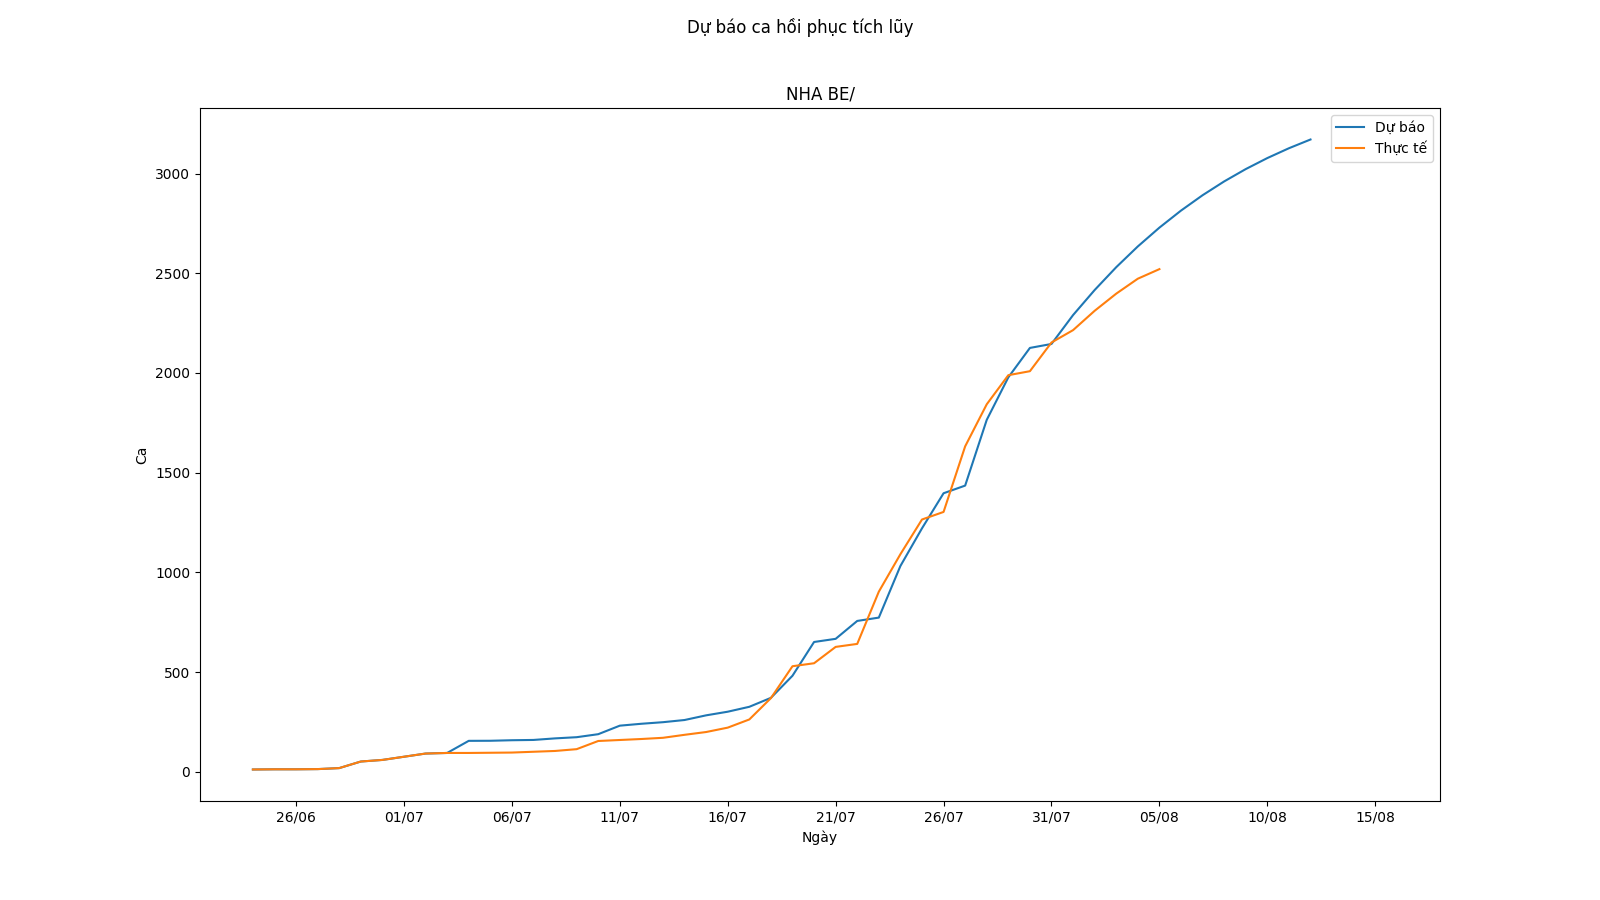 Dự báo ca hồi phục tích lũy
NHA BE/
Dự báo
Thực tế
3000
2500
2000
1500
1000
500
0
Ca
26/06 01/07 06/07 11/07 16/07 21/07 26/07 31/07 05/08 10/08 15/08
Ngày